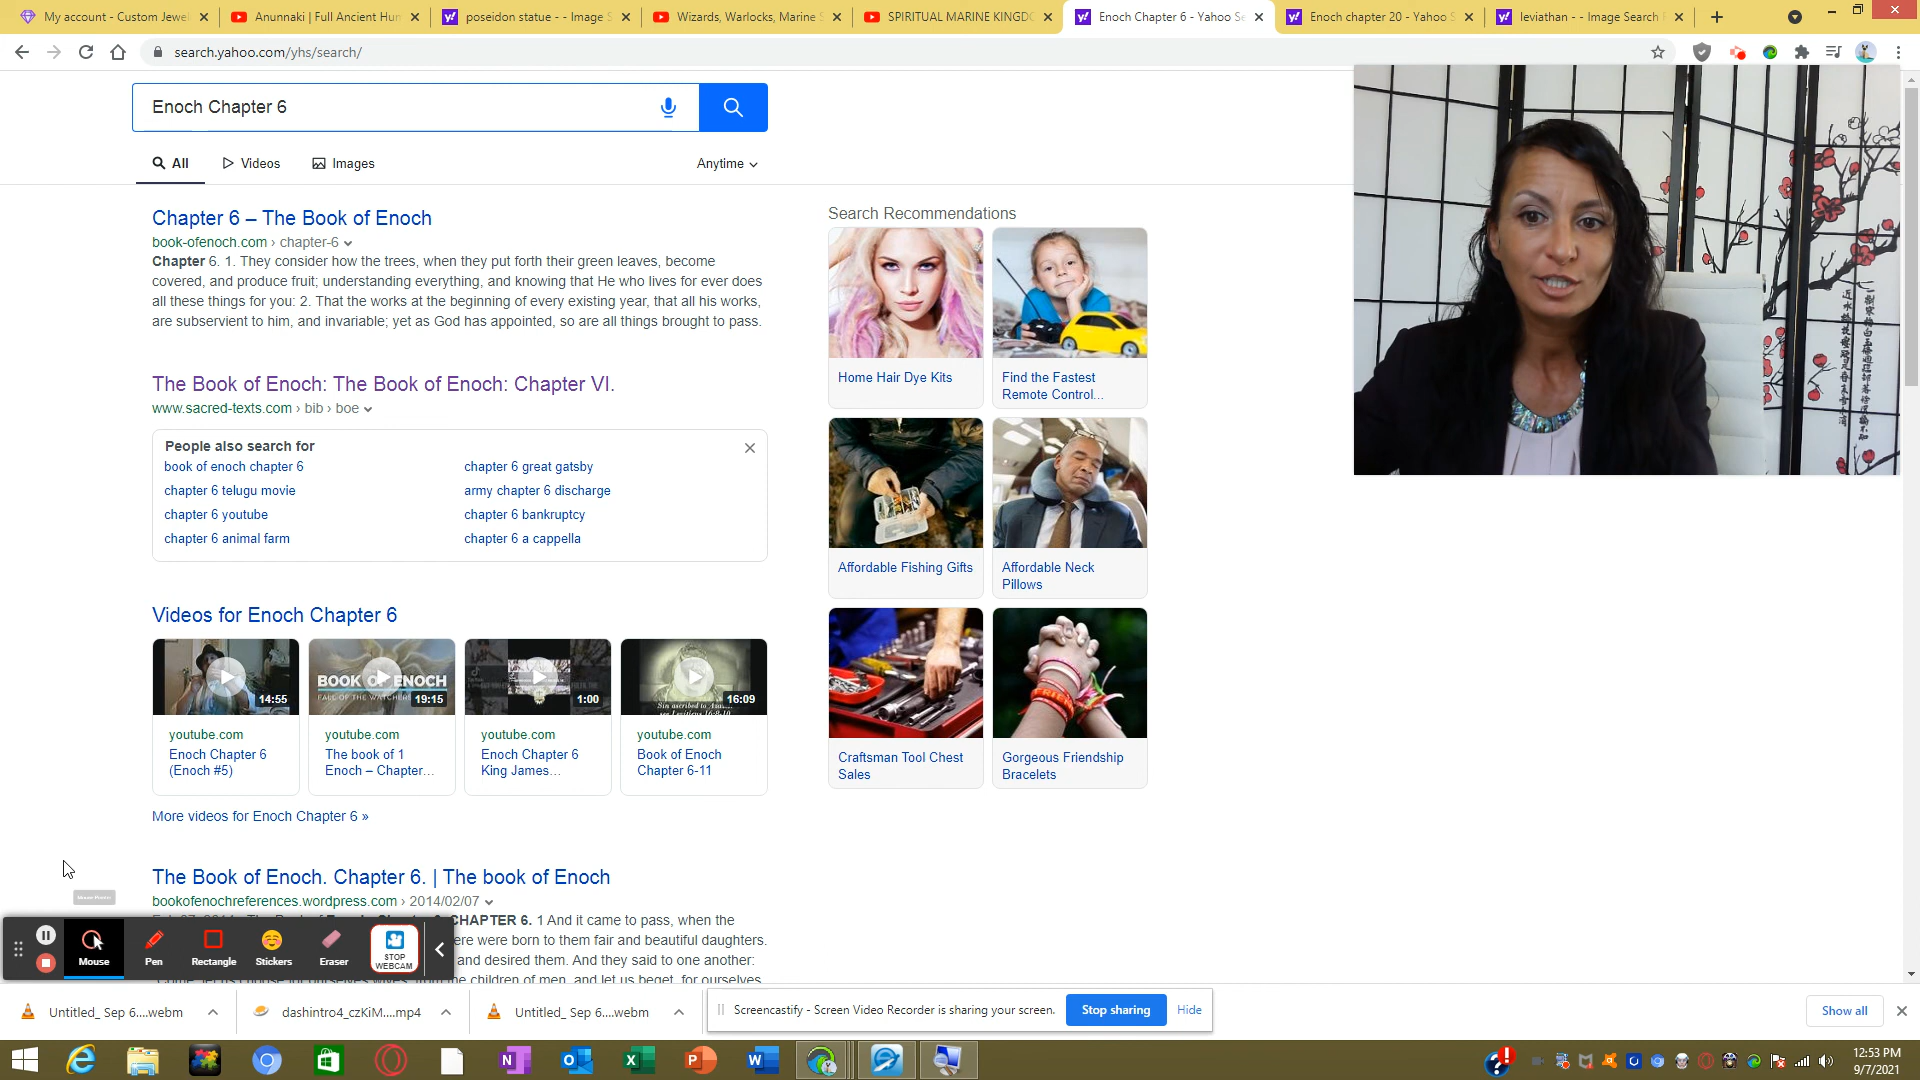 My account - Custom Jewel
Anunnaki | Full Ancient Hun
poseidon statue - - Image S
Wizards, Warlocks, Marine S
SPIRITUAL MARINE KINGDO
Enoch Chapter 6 - Yahoo Se
Enoch chapter 20 - Yahoo S
leviathan - - Image Search
search.yahoo.com/yhs/search/
Enoch Chapter 6
All
Videos
Images
Anytime
Chapter 6 – The Book of Enoch
book-ofenoch.com › chapter-6
Chapter 6. 1. They consider how the trees, when they put forth their green leaves, become
covered, and produce fruit; understanding everything, and knowing that He who lives for ever does
all these things for you: 2. That the works at the beginning of every existing year, that all his works,
are subservient to him, and invariable; yet as God has appointed, so are all things brought to pass.
The Book of Enoch: The Book of Enoch: Chapter VI.
www.sacred-texts.com › bib › boe
People also search for
book of enoch chapter 6
chapter 6 great gatsby
chapter 6 telugu movie
army chapter 6 discharge
chapter 6 youtube
chapter 6 bankruptcy
chapter 6 animal farm
chapter 6 a cappella
Videos for Enoch Chapter 6
14:55
BOOK OF ENOCH
FALL OF THE WATCHERS
19:15
1:00
16:09
youtube.com
Enoch Chapter 6
(Enoch #5)
youtube.com
The book of 1
Enoch – Chapter...
youtube.com
Enoch Chapter 6
King James...
youtube.com
Book of Enoch
Chapter 6-11
More videos for Enoch Chapter 6 »
The Book of Enoch. Chapter 6. | The book of Enoch
bookofenochreferences.wordpress.com › 2014/02/07
CHAPTER 6. 1 And it came to pass, when the
ere were born to them fair and beautiful daughters.
and desired them. And they said to one another:
the children of men, and let us beget for ourselves
Search Recommendations
Home Hair Dye Kits
Find the Fastest
Remote Control...
Affordable Fishing Gifts
Affordable Neck
Pillows
Craftsman Tool Chest
Sales
Gorgeous Friendship
Bracelets
Mouse
Pen
Rectangle
Stickers
Eraser
STOP
WEBCAM
Untitled_ Sep 6....webm
dashintro4_czKiM....mp4
Untitled_ Sep 6....webm
Screencastify - Screen Video Recorder is sharing your screen.
Stop sharing
Hide
Show all
12:53 PM
9/7/2021